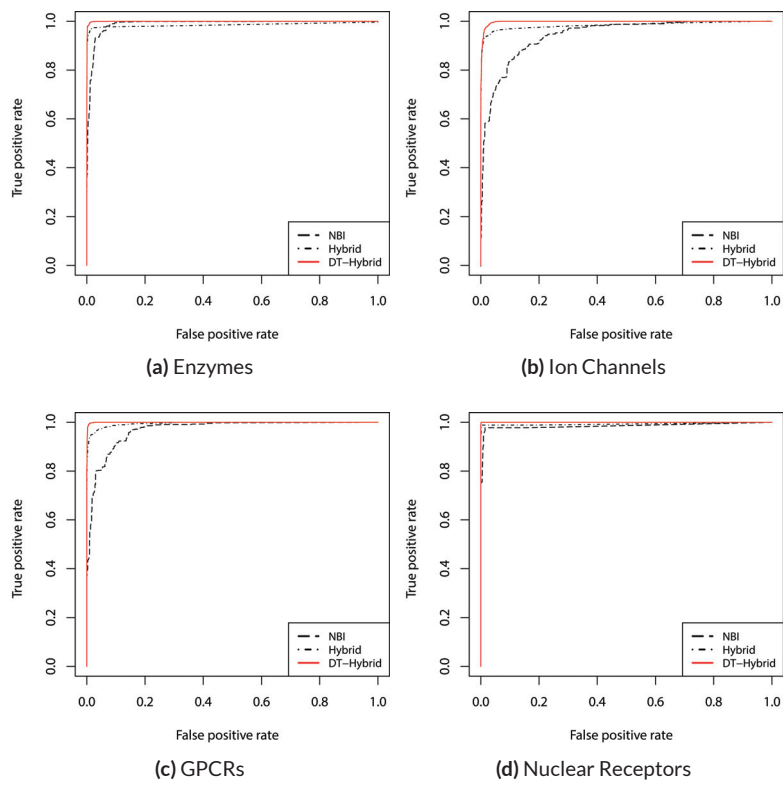 True positive rate
1.0
0.8
0.6
0.4
0.2
0.0
NBI
Hybrid
DT-Hybrid
0.0 0.2 0.4 0.6 0.8 1.0
False positive rate
(a) Enzymes
True positive rate
1.0
0.8
0.6
0.4
0.2
0.0
NBI
Hybrid
DT-Hybrid
0.0 0.2 0.4 0.6 0.8 1.0
False positive rate
(b) Ion Channels
True positive rate
1.0
0.8
0.6
0.4
0.2
0.0
NBI
Hybrid
DT-Hybrid
0.0 0.2 0.4 0.6 0.8 1.0
False positive rate
(c) GPCRs
True positive rate
1.0
0.8
0.6
0.4
0.2
0.0
NBI
Hybrid
DT-Hybrid
0.0 0.2 0.4 0.6 0.8 1.0
False positive rate
(d) Nuclear Receptors